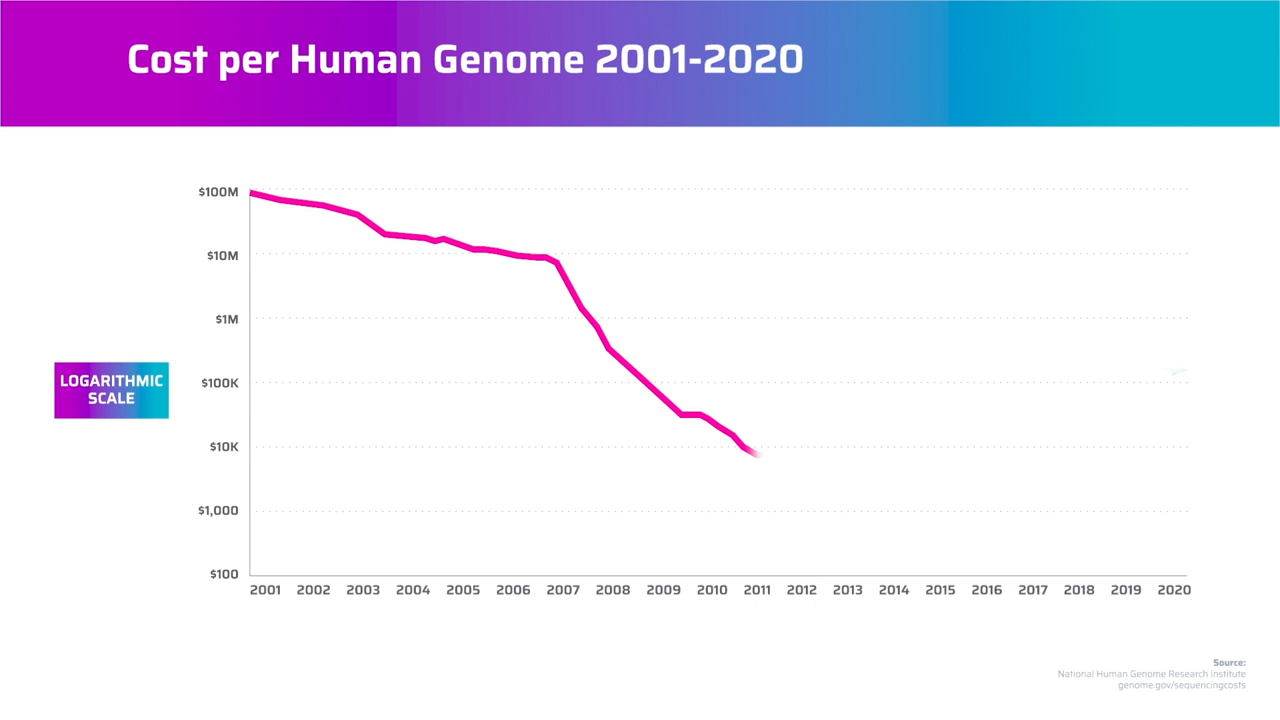 Cost per Human Genome 2001-2020
$100M
$10M
$1M
$100K
$10K
$1,000
$100
LOGARITHMIC
SCALE
2001 2002 2003 2004 2005 2006 2007 2008 2009 2010 2011 2012 2013 2014 2015 2016 2017 2018 2019 2020
Source:
National Human Genome Research Institute
genome.gov/sequencingcosts